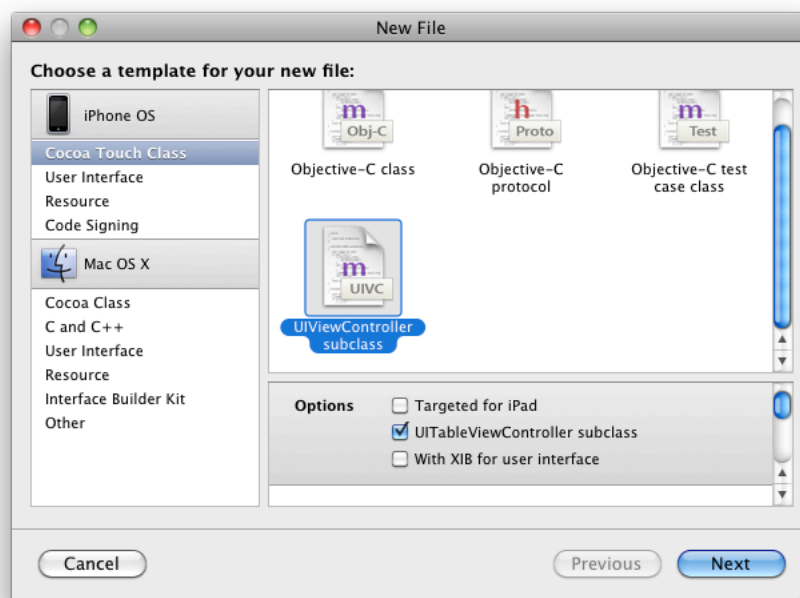 New File
Choose a template for your new file:
iPhone OS
Cocoa Touch Class
User Interface
Resource
Code Signing
Mac OS X
Cocoa Class
C and C++
User Interface
Resource
Interface Builder Kit
Other
m
Obj-C
Objective-C class
h
Proto
Objective-C
protocol
m
Test
Objective-C test
case class
m
UIVC
UIViewController
subclass
Options
Targeted for iPad
UITableViewController subclass
With XIB for user interface
Cancel
Previous
Next